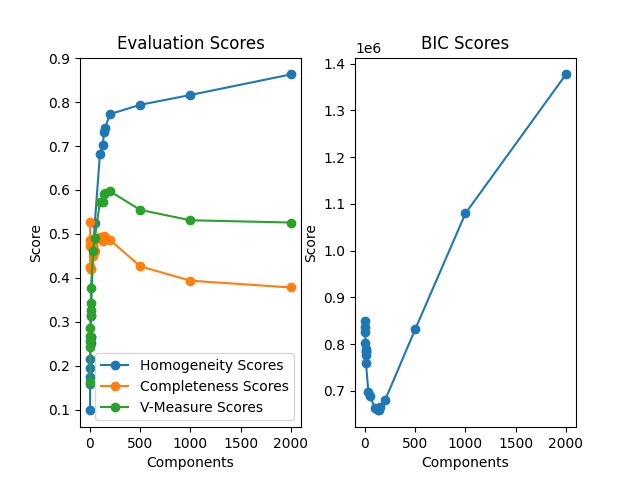 Evaluation Scores
Score
0.9
0.8
0.7
0.6
0.5
0.4
0.3
0.2
0.1
Homogeneity Scores
Completeness Scores
V-Measure Scores
0 500 1000 1500 2000
Components
BIC Scores
1e6
Score
1.4
1.3
1.2
1.1
1.0
0.9
0.8
0.7
0 500 1000 1500 2000
Components